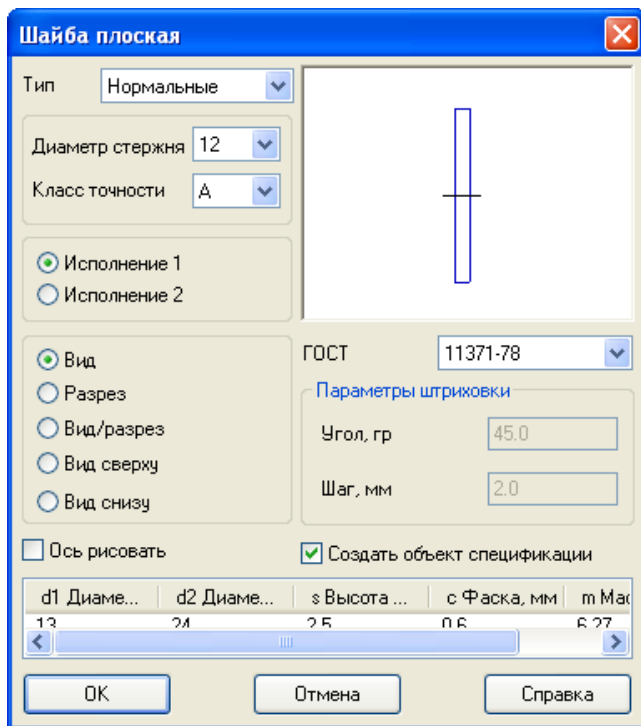 Шайба плоская
Тип Нормальные
Диаметр стержня 12
Класс точности A
Исполнение 1
Исполнение 2
Вид
Разрез
Вид/разрез
Вид сверху
Вид снизу
ГОСТ 11371-78
Параметры штриховки
Угол, гр 45.0
Шаг, мм 2.0
Ось рисовать
Создать объект спецификации
d1 Диаме... d2 Диаме... s Высота ... c Фаска, мм m Мас
13 24 2.5 0.6 6.27
OK Отмена Справка